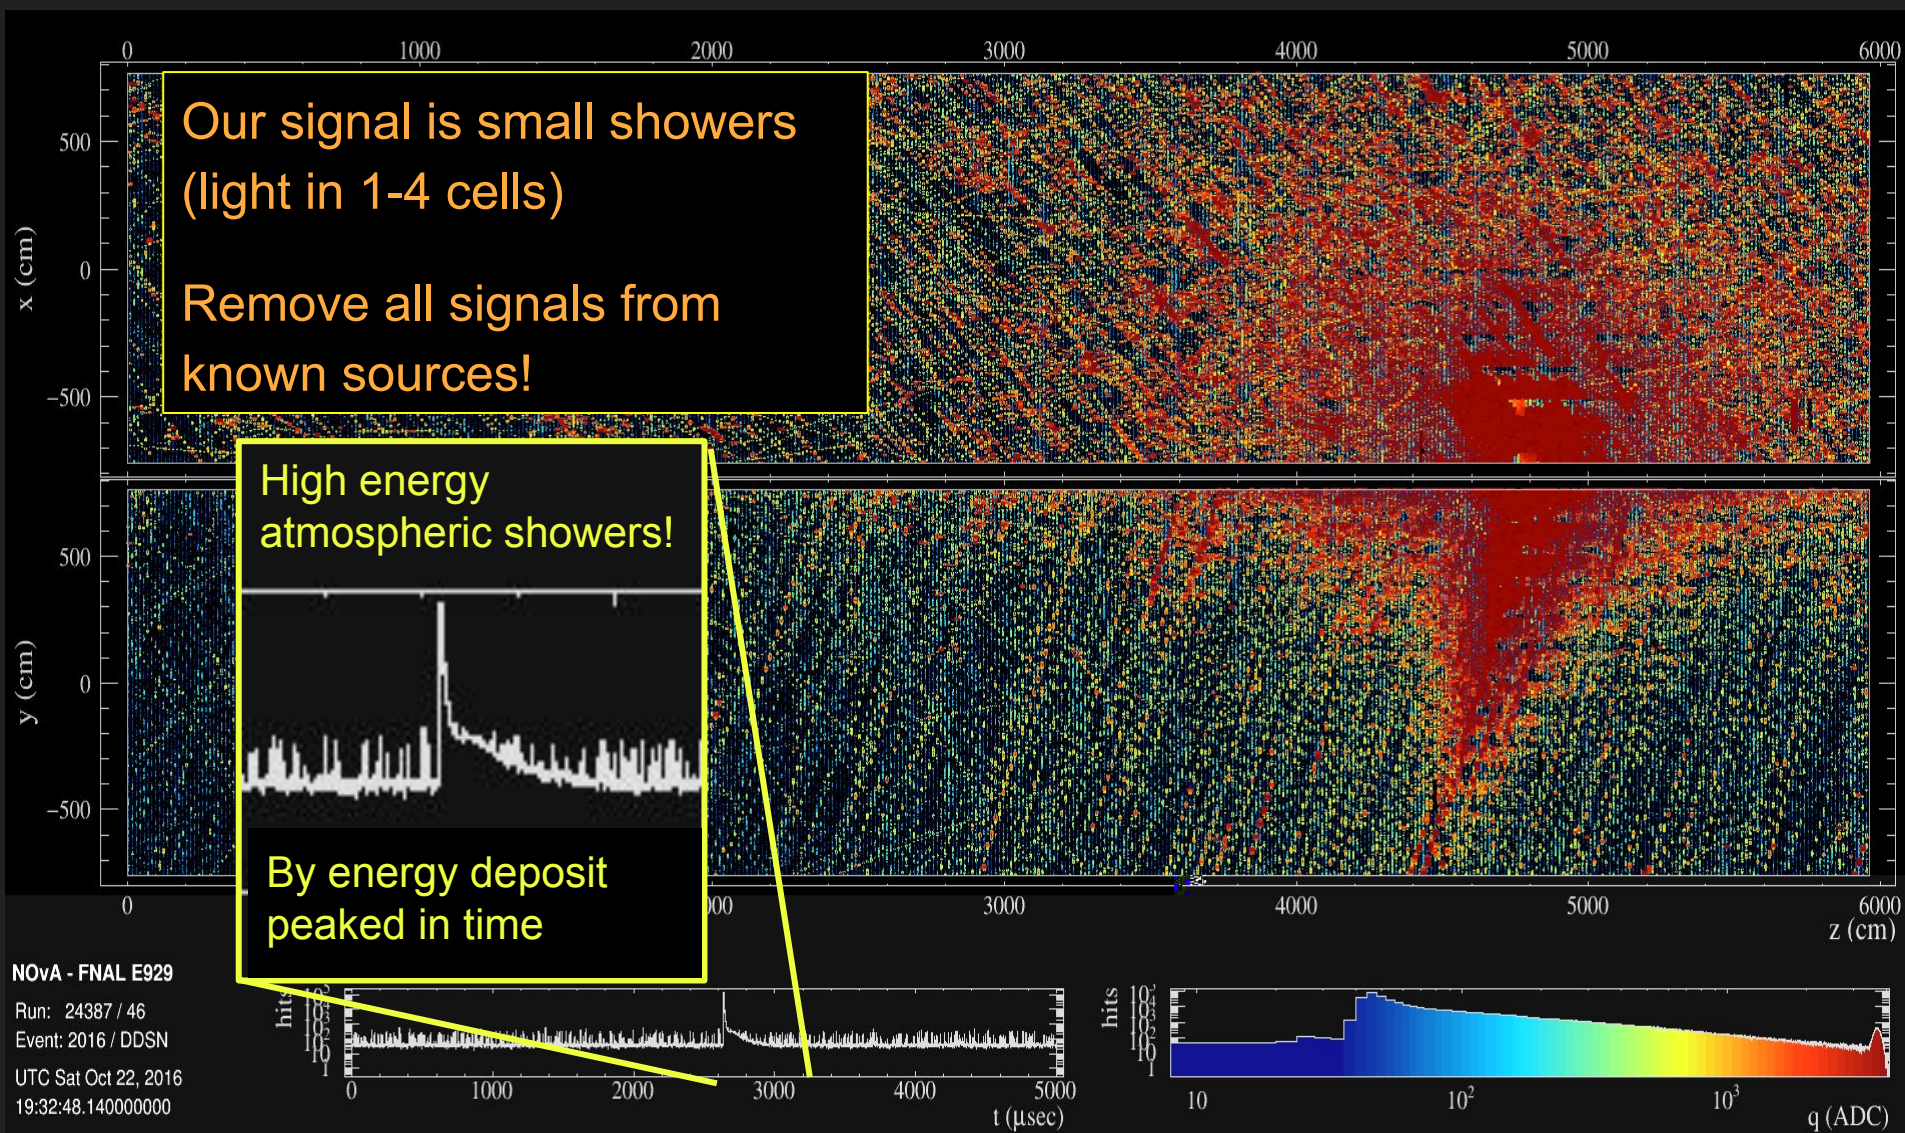 0 1000 2000 3000 4000 5000 6000
Our signal is small showers
(light in 1-4 cells)
Remove all signals from
known sources!
500
0
−500
x (cm)
High energy
atmospheric showers!
By energy deposit
peaked in time
500
0
−500
y (cm)
0 3000 4000 5000 6000
z (cm)
NOvA - FNAL E929
Run: 24387 / 46
Event: 2016 / DDSN
UTC Sat Oct 22, 2016
19:32:48.140000000
hits
10
1
0 1000 2000 3000 4000 5000
t (μsec)
hits
10
1
10 10² 10³
q (ADC)